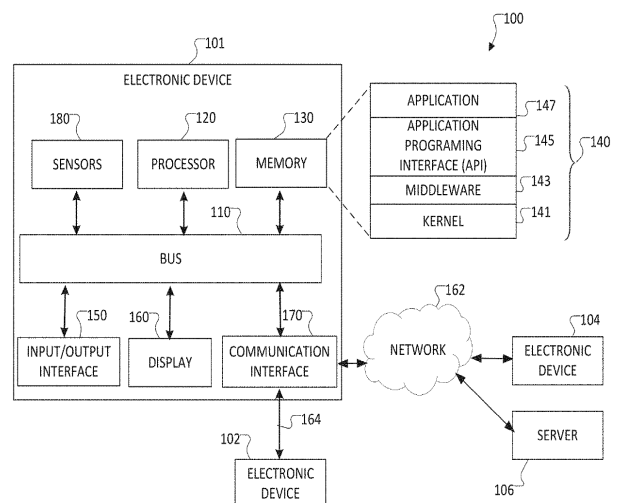 100
101
ELECTRONIC DEVICE
180
120
130
SENSORS
PROCESSOR
MEMORY
APPLICATION
147
APPLICATION
PROGRAMING
INTERFACE (API)
145
140
MIDDLEWARE
143
KERNEL
141
110
BUS
150
160
170
INPUT/OUTPUT
INTERFACE
DISPLAY
COMMUNICATION
INTERFACE
162
NETWORK
104
ELECTRONIC
DEVICE
164
102
ELECTRONIC
DEVICE
SERVER
106